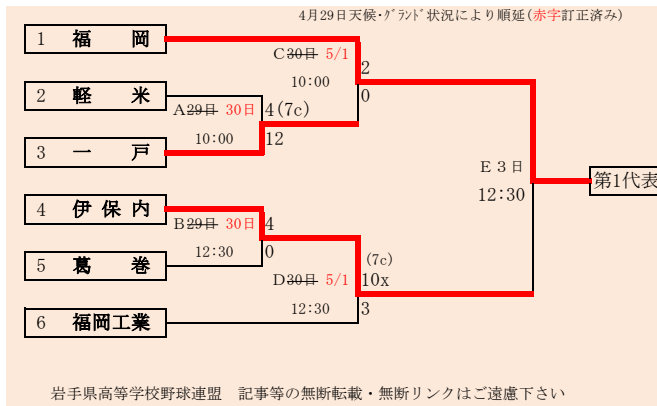 4月29日天候・グランド状況により順延(赤字訂正済み)
1 福 岡
C30日 5/1
2
10:00
0
2 軽 米
A29日 30日
4(7c)
10:00
12
3 一 戸
E 3日
12:30
第1代表
4 伊保内
B29日 30日
4
12:30
0
5 葛 巻
(7c)
D30日 5/1
10x
12:30
3
6 福岡工業
岩手県高等学校野球連盟 記事等の無断転載・無断リンクはご遠慮下さい